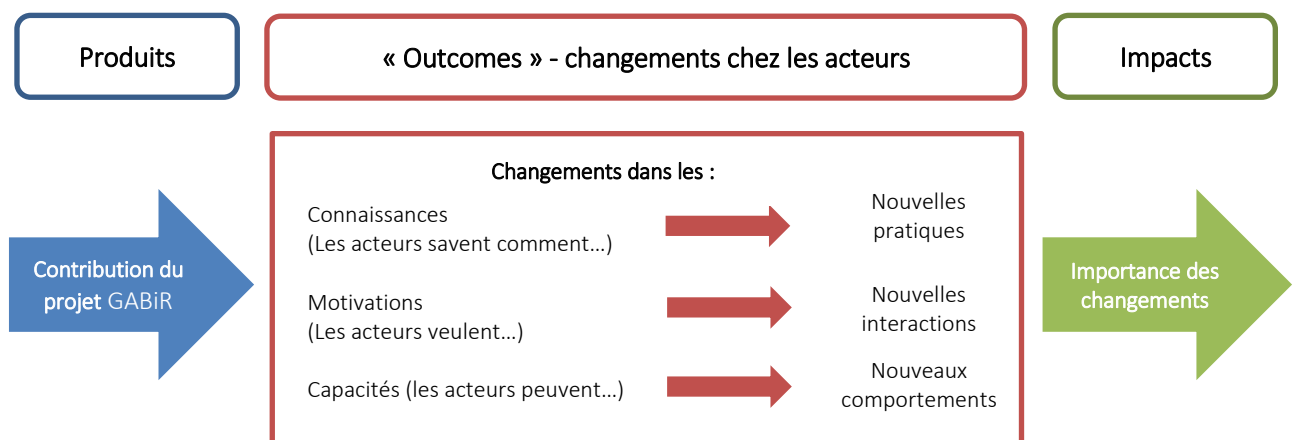 Produits
« Outcomes » - changements chez les acteurs
Impacts
Contribution du
projet GABiR
Changements dans les :
Connaissances
(Les acteurs savent comment…)
Nouvelles
pratiques
Motivations
(Les acteurs veulent…)
Nouvelles
interactions
Capacités (les acteurs peuvent…)
Nouveaux
comportements
Importance des
changements